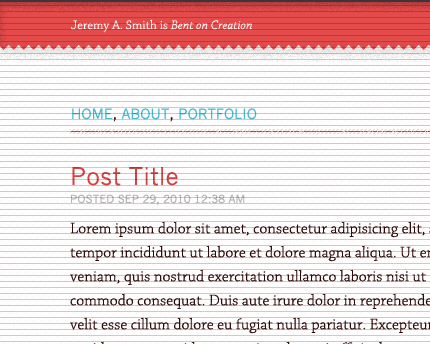 Jeremy A. Smith is Bent on Creation
HOME, ABOUT, PORTFOLIO
Post Title
POSTED SEP 29, 2010 12:38 AM
Lorem ipsum dolor sit amet, consectetur adipisicing elit,
tempor incididunt ut labore et dolore magna aliqua. Ut
veniam, quis nostrud exercitation ullamco laboris nisi ut
commodo consequat. Duis aute irure dolor in
velit esse cillum dolore eu fugiat nulla pariatur.